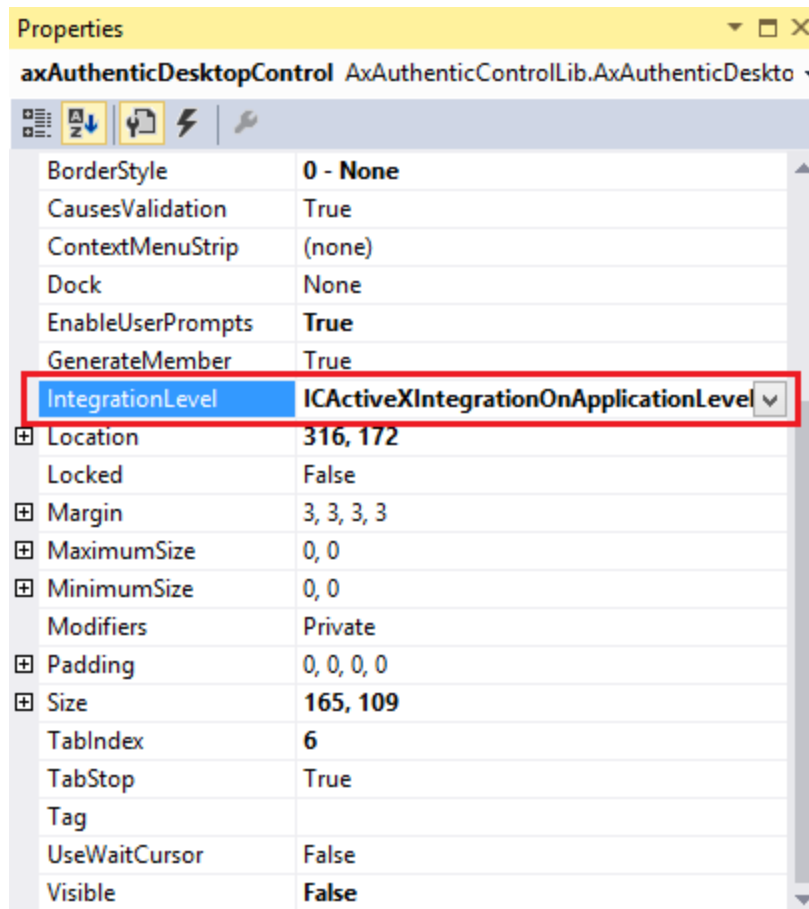 Properties
axAuthenticDesktopControl AxAuthenticControlLib.AxAuthenticDeskto
BorderStyle 0 - None
CausesValidation True
ContextMenuStrip (none)
Dock None
EnableUserPrompts True
GenerateMember True
IntegrationLevel ICActiveXIntegrationOnApplicationLevel
Location 316, 172
Locked False
Margin 3, 3, 3, 3
MaximumSize 0, 0
MinimumSize 0, 0
Modifiers Private
Padding 0, 0, 0, 0
Size 165, 109
TabIndex 6
TabStop True
Tag
UseWaitCursor False
Visible False